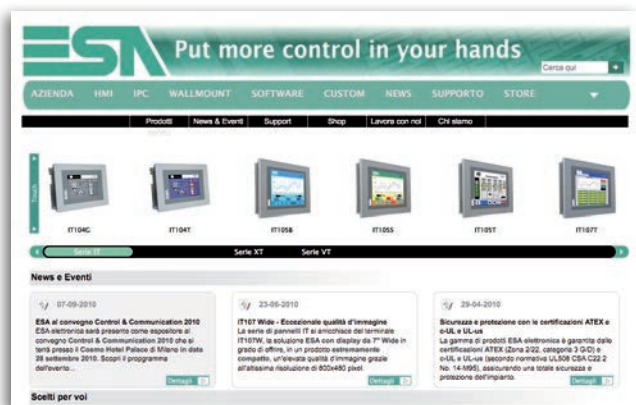 ESA Put more control in your hands
Cerca qui
AZIENDA HMI IPC WALLMOUNT SOFTWARE CUSTOM NEWS SUPPORTO STORE
Prodotti News & Eventi Support Shop Lavora con noi Chi siamo
Touch
IT104G IT104T IT105B IT105S IT105T IT107T
Serie IT Serie XT Serie VT
News e Eventi
07-09-2010
ESA al convegno Control & Communication 2010
ESA elettronica sarà presente come espositore al
convegno Control & Communication 2010 che si
terrà presso il Cosmo Hotel Palace di Milano in data
28 settembre 2010. Scopri il programma
dell'evento...
Dettagli
23-06-2010
IT107 Wide - Eccezionale qualità d'immagine
La serie di pannelli IT si arricchisce del terminale
IT107W, la soluzione ESA con display da 7" Wide in
grado di offrire, in un prodotto estremamente
compatto, un'elevata qualità d'immagine grazie
all'altissima risoluzione di 800x480 pixel.
Dettagli
29-04-2010
Sicurezza e protezione con le certificazioni ATEX e
c-UL e UL-us
La gamma di prodotti ESA elettronica è garantita dalle
certificazioni ATEX (Zona 2/22, categoria 3 G/D) e
c-UL e UL-us (secondo normativa UL508 CSA C22.2
No. 14-M95), assicurando una totale sicurezza e
protezione dell'impianto.
Dettagli
Scelti per voi